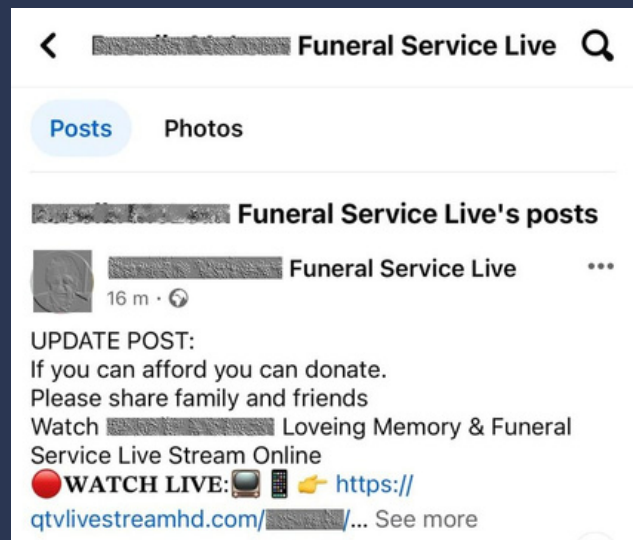 Funeral Service Live
Posts Photos
Funeral Service Live's posts
Funeral Service Live
16 m ·
UPDATE POST:
If you can afford you can donate.
Please share family and friends
Watch Loveing Memory & Funeral
Service Live Stream Online
🔴WATCH LIVE:📺📱👉 https://
qtvlivestreamhd.com/ /... See more